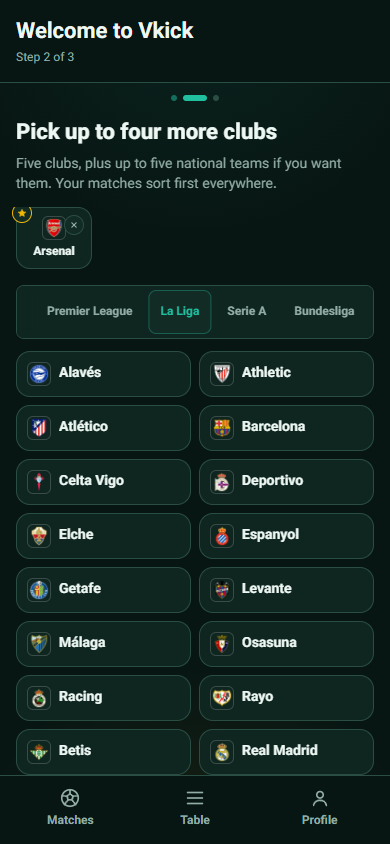 Welcome to Vkick
Step 2 of 3
Pick up to four more clubs
Five clubs, plus up to five national teams if you want
them. Your matches sort first everywhere.
Arsenal
Premier League
La Liga
Serie A
Bundesliga
Alavés
Athletic
Atlético
Barcelona
Celta Vigo
Deportivo
Elche
Espanyol
Getafe
Levante
Málaga
Osasuna
Racing
Rayo
Betis
Real Madrid
Matches
Table
Profile